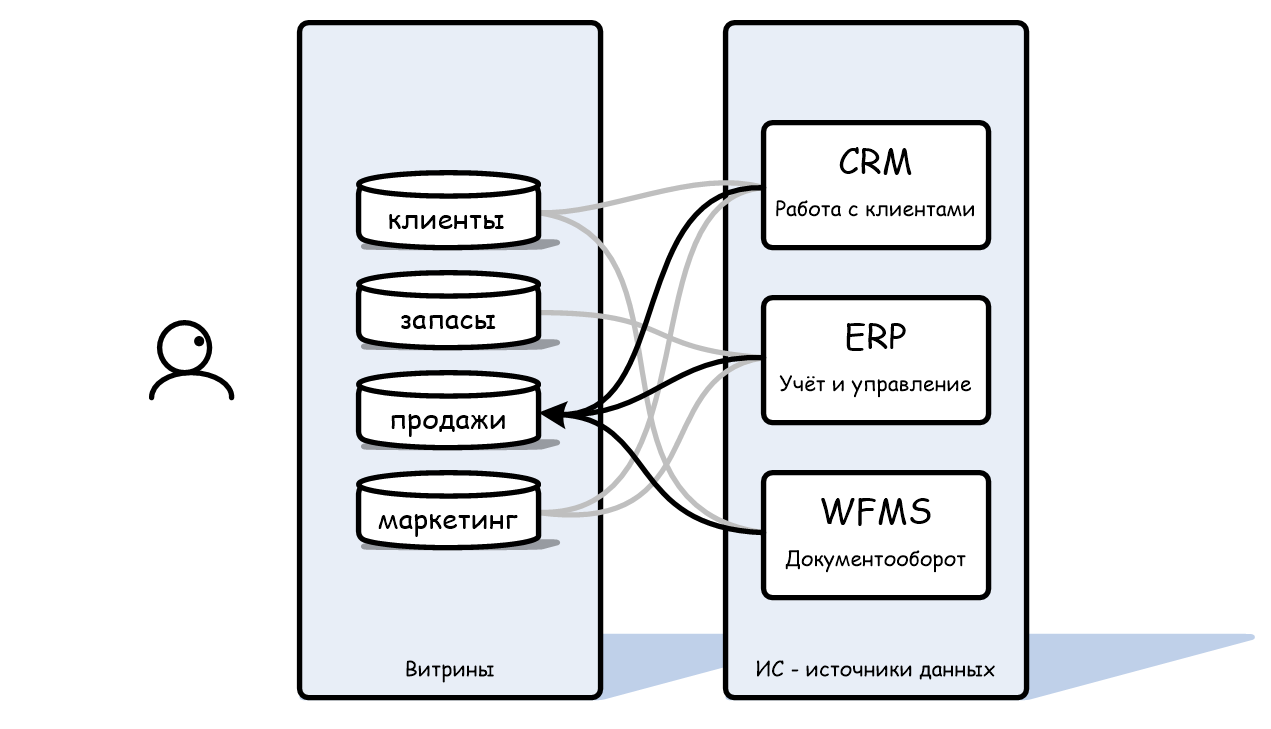 клиенты
запасы
продажи
маркетинг
Витрины
CRM
Работа с клиентами
ERP
Учёт и управление
WFMS
Документооборот
ИС - источники данных